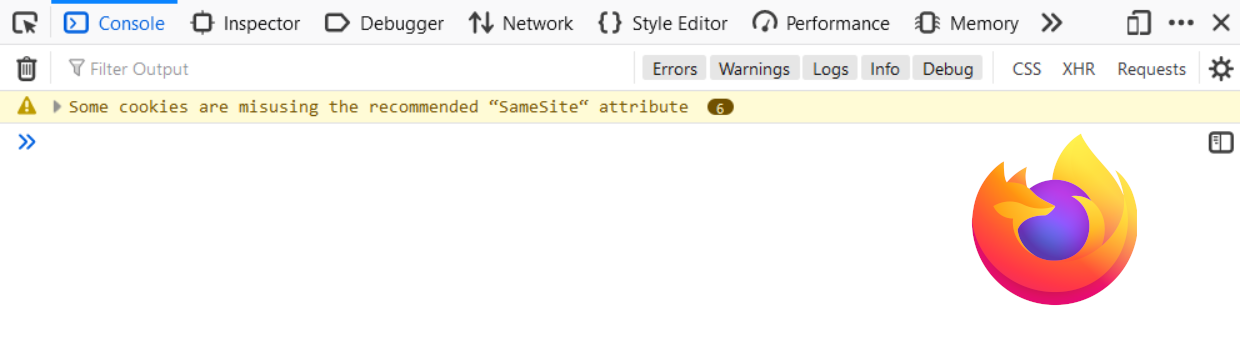 Console Inspector Debugger Network Style Editor Performance Memory
Filter Output Errors Warnings Logs Info Debug CSS XHR Requests
Some cookies are misusing the recommended “SameSite“ attribute 6